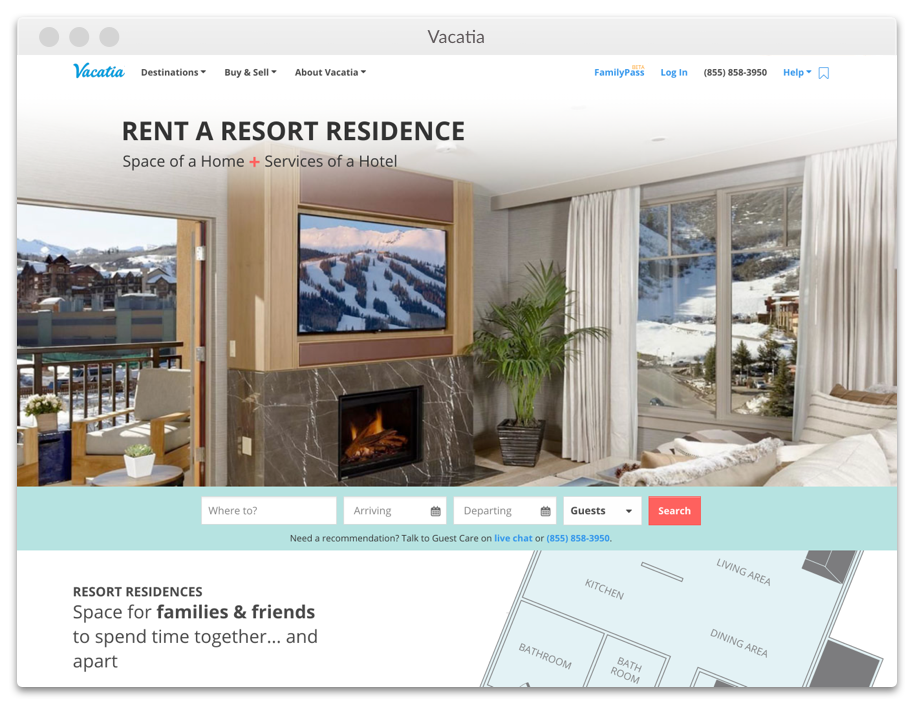 Vacatia
Vacatia Destinations Buy & Sell About Vacatia FamilyPass BETA Log In (855) 858-3950 Help
RENT A RESORT RESIDENCE
Space of a Home + Services of a Hotel
Where to? Arriving Departing Guests Search
Need a recommendation? Talk to Guest Care on live chat or (855) 858-3950.
RESORT RESIDENCES
Space for families & friends
to spend time together... and
apart
LIVING AREA
KITCHEN
DINING AREA
BATHROOM
BATH
ROOM